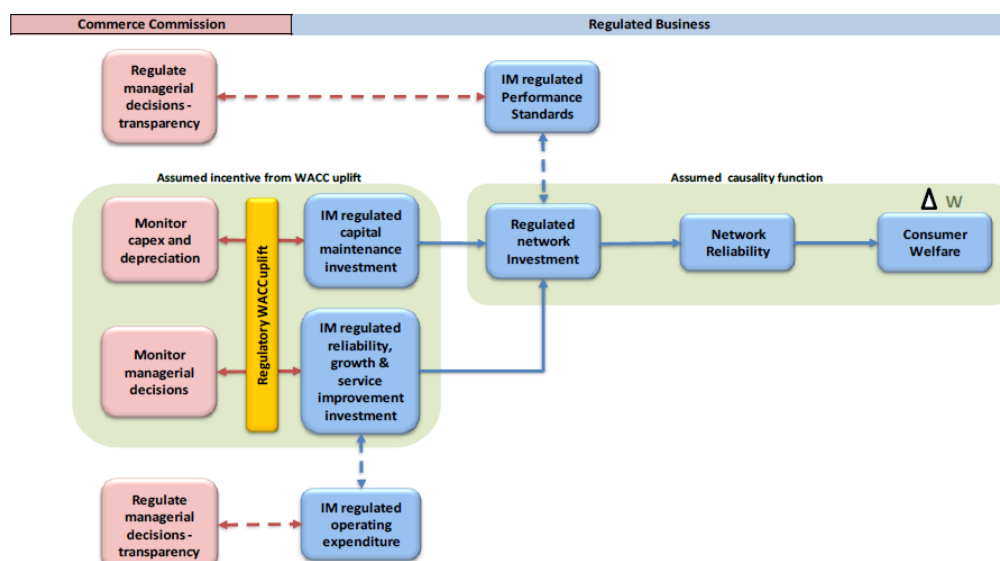 Commerce Commission
Regulated Business
Regulate
managerial
decisions -
transparency
IM regulated
Performance
Standards
Assumed incentive from WACC uplift
Assumed causality function
Monitor
capex and
depreciation
Regulatory WACCuplift
IM regulated
capital
maintenance
investment
Regulated
network
Investment
Network
Reliability
Δ W
Consumer
Welfare
Monitor
managerial
decisions
IM regulated
reliability,
growth &
service
improvement
investment
Regulate
managerial
decisions -
transparency
IM regulated
operating
expenditure